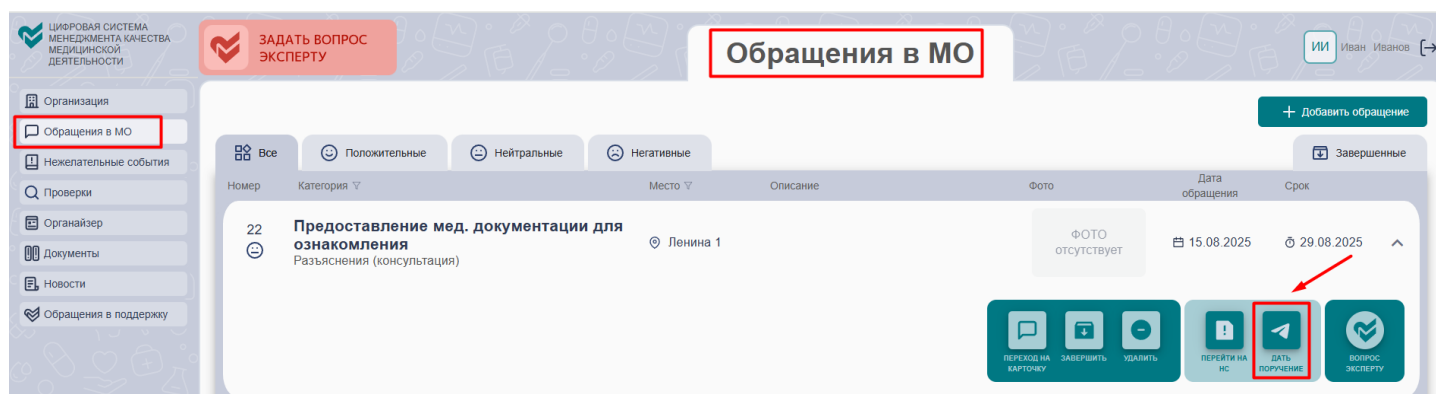 ЦИФРОВАЯ СИСТЕМА
МЕНЕДЖМЕНТА КАЧЕСТВА
МЕДИЦИНСКОЙ
ДЕЯТЕЛЬНОСТИ
ЗАДАТЬ ВОПРОС
ЭКСПЕРТУ
Обращения в МО
ИИ Иван Иванов
Организация
Обращения в МО
Нежелательные события
Проверки
Органайзер
Документы
Новости
Обращения в поддержку
+ Добавить обращение
Все Положительные Нейтральные Негативные Завершенные
Номер Категория Место Описание Фото Дата обращения Срок
22
Предоставление мед. документации для
ознакомления
Разъяснения (консультация)
Ленина 1
ФОТО
отсутствует
15.08.2025 29.08.2025
ПЕРЕХОД НА
КАРТОЧКУ
ЗАВЕРШИТЬ
УДАЛИТЬ
ПЕРЕЙТИ НА
НС
ДАТЬ
ПОРУЧЕНИЕ
ВОПРОС
ЭКСПЕРТУ